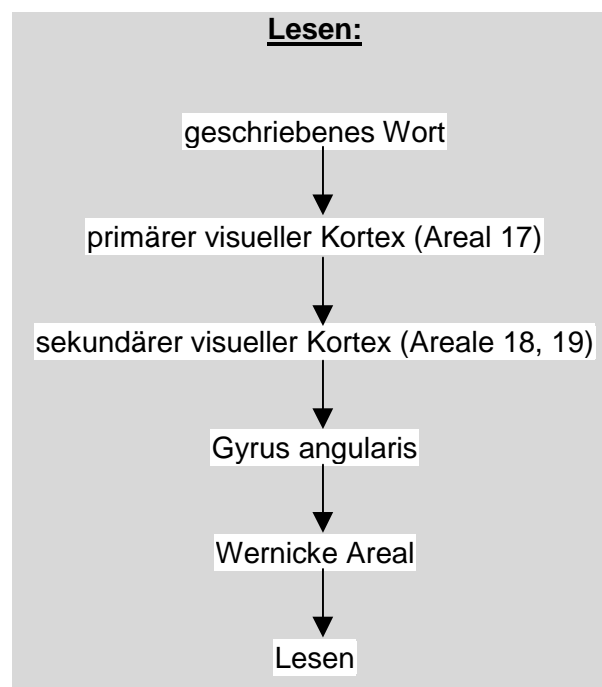 Lesen:
geschriebenes Wort
primärer visueller Kortex (Areal 17)
sekundärer visueller Kortex (Areale 18, 19)
Gyrus angularis
Wernicke Areal
Lesen